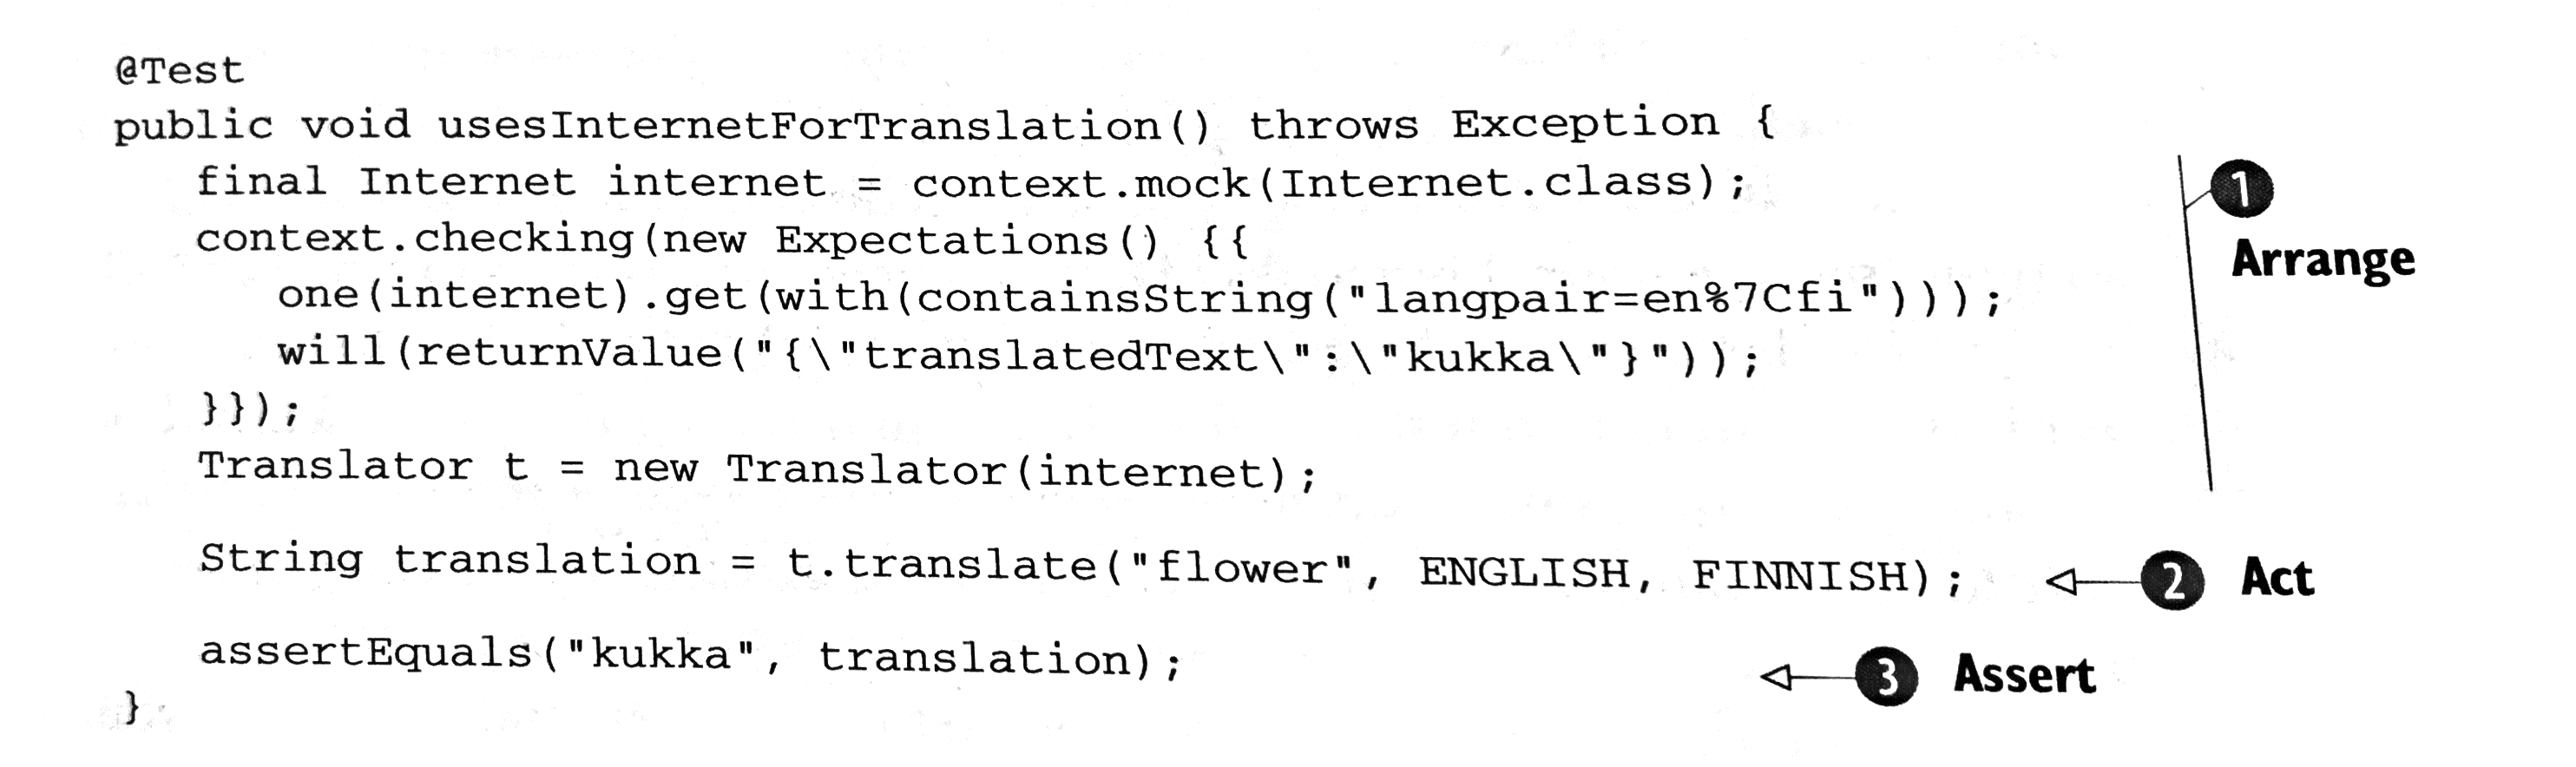 @Test
public void usesInternetForTranslation() throws Exception {
    final Internet internet = context.mock(Internet.class);
    context.checking(new Expectations() {{
        one(internet).get(with(containsString("langpair=en%7Cfi")));
        will(returnValue("{\"translatedText\":\"kukka\"}"));
    }});
    Translator t = new Translator(internet);
1
Arrange
    String translation = t.translate("flower", ENGLISH, FINNISH); 2 Act
    assertEquals("kukka", translation); 3 Assert
}